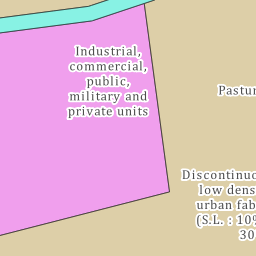 Industrial,
commercial,
public,
military and
private units
Pastur
Discontinuo
low dens
urban fab
(S.L. : 10%
30